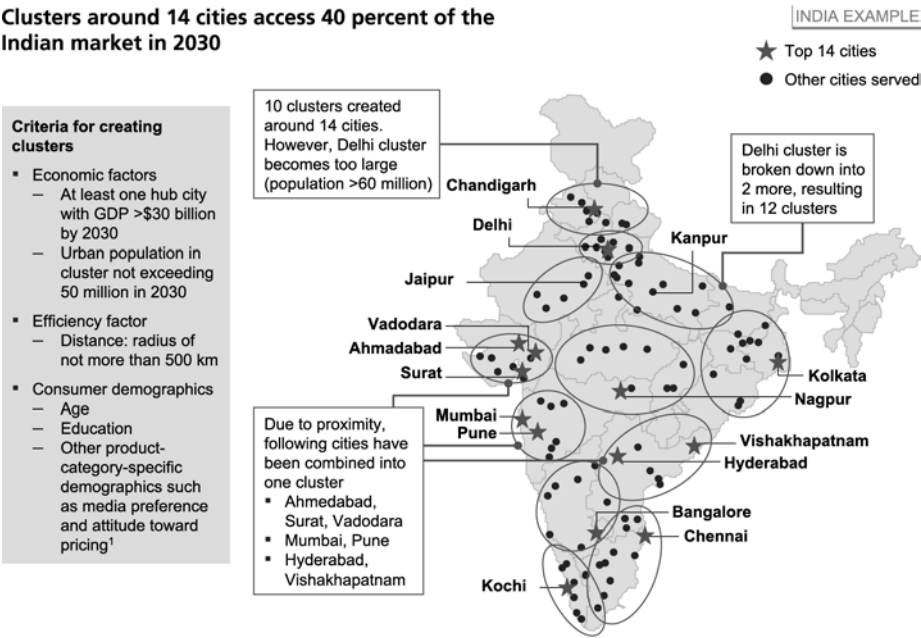 Clusters around 14 cities access 40 percent of the
Indian market in 2030
INDIA EXAMPLE
Top 14 cities
Other cities served
Criteria for creating
clusters
▪ Economic factors
– At least one hub city
with GDP >$30 billion
by 2030
– Urban population in
cluster not exceeding
50 million in 2030
▪ Efficiency factor
– Distance: radius of
not more than 500 km
▪ Consumer demographics
– Age
– Education
– Other product-
category-specific
demographics such
as media preference
and attitude toward
pricing¹
10 clusters created
around 14 cities.
However, Delhi cluster
becomes too large
(population >60 million)
Delhi cluster is
broken down into
2 more, resulting
in 12 clusters
Chandigarh
Delhi
Kanpur
Jaipur
Vadodara
Ahmadabad
Surat
Kolkata
Nagpur
Mumbai
Pune
Vishakhapatnam
Hyderabad
Bangalore
Chennai
Kochi
Due to proximity,
following cities have
been combined into
one cluster
▪ Ahmedabad,
Surat, Vadodara
▪ Mumbai, Pune
▪ Hyderabad,
Vishakhapatnam